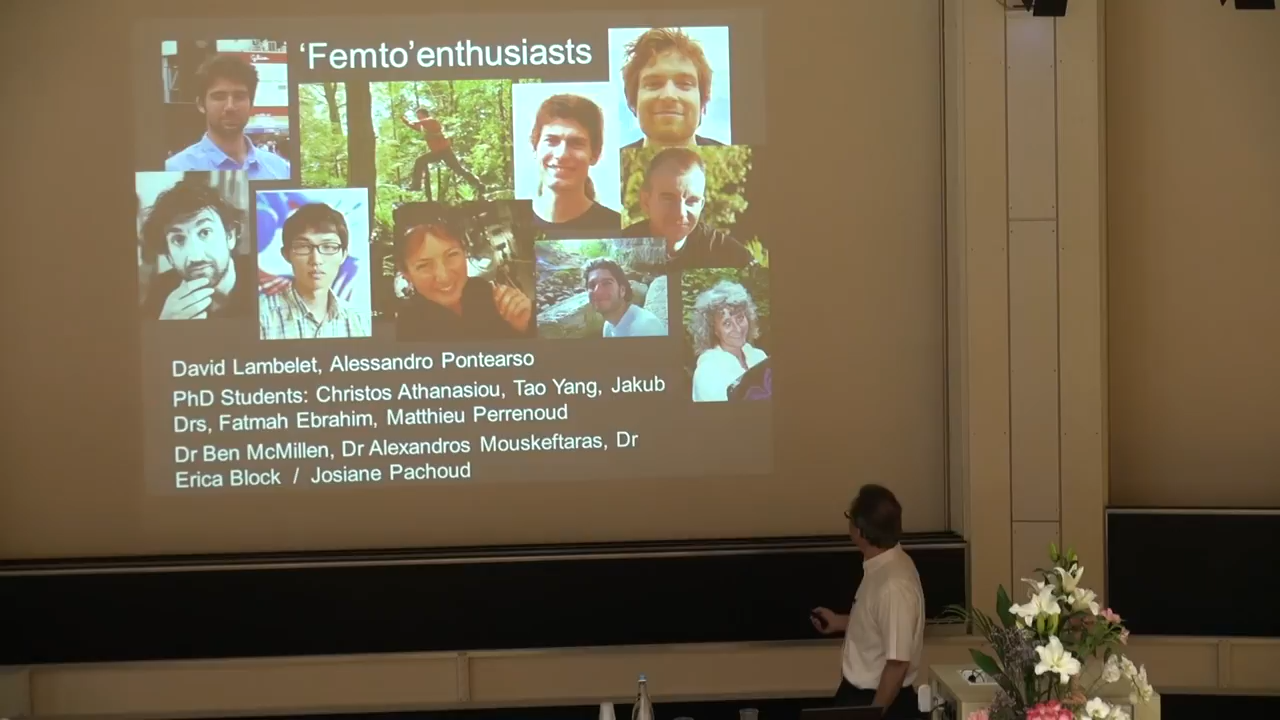 ‘Femto’enthusiasts
David Lambelet, Alessandro Pontearso
PhD Students: Christos Athanasiou, Tao Yang, Jakub
Drs, Fatmah Ebrahim, Matthieu Perrenoud
Dr Ben McMillen, Dr Alexandros Mouskeftaras, Dr
Erica Block / Josiane Pachoud